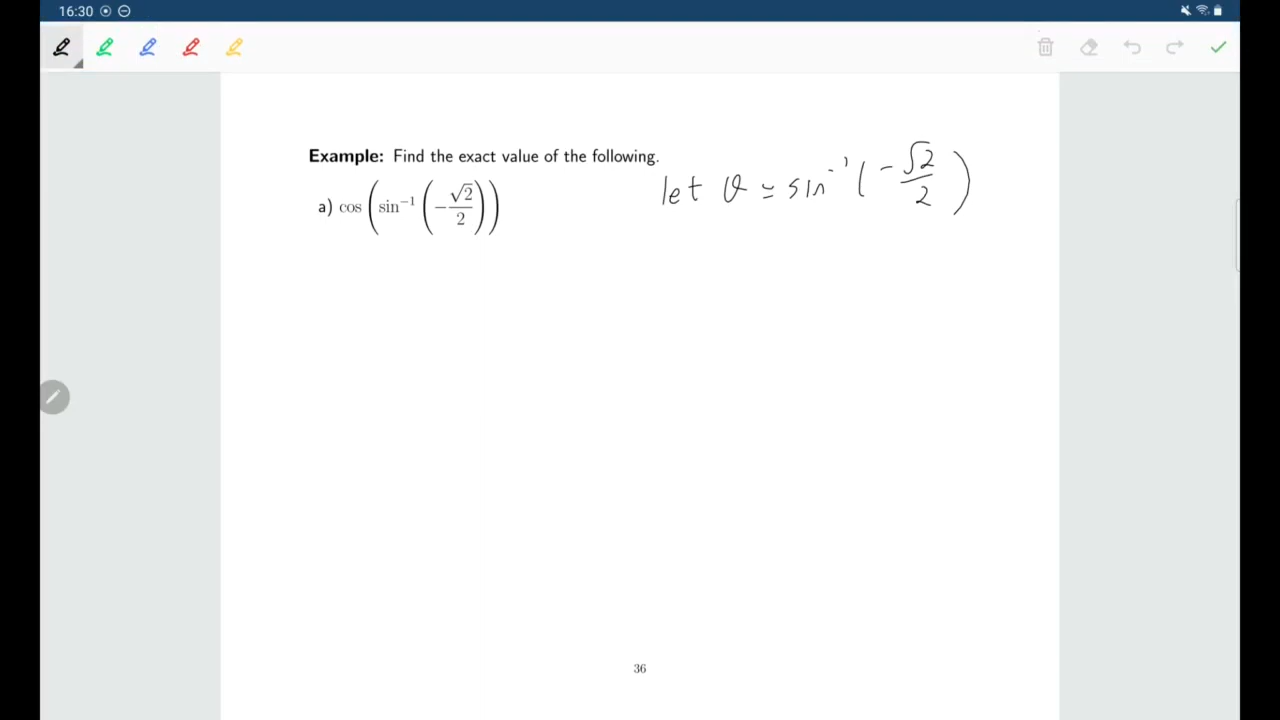 16:30
Example: Find the exact value of the following.
let θ = sin⁻¹(-√2/2)
a) cos(sin⁻¹(-√2/2))
36